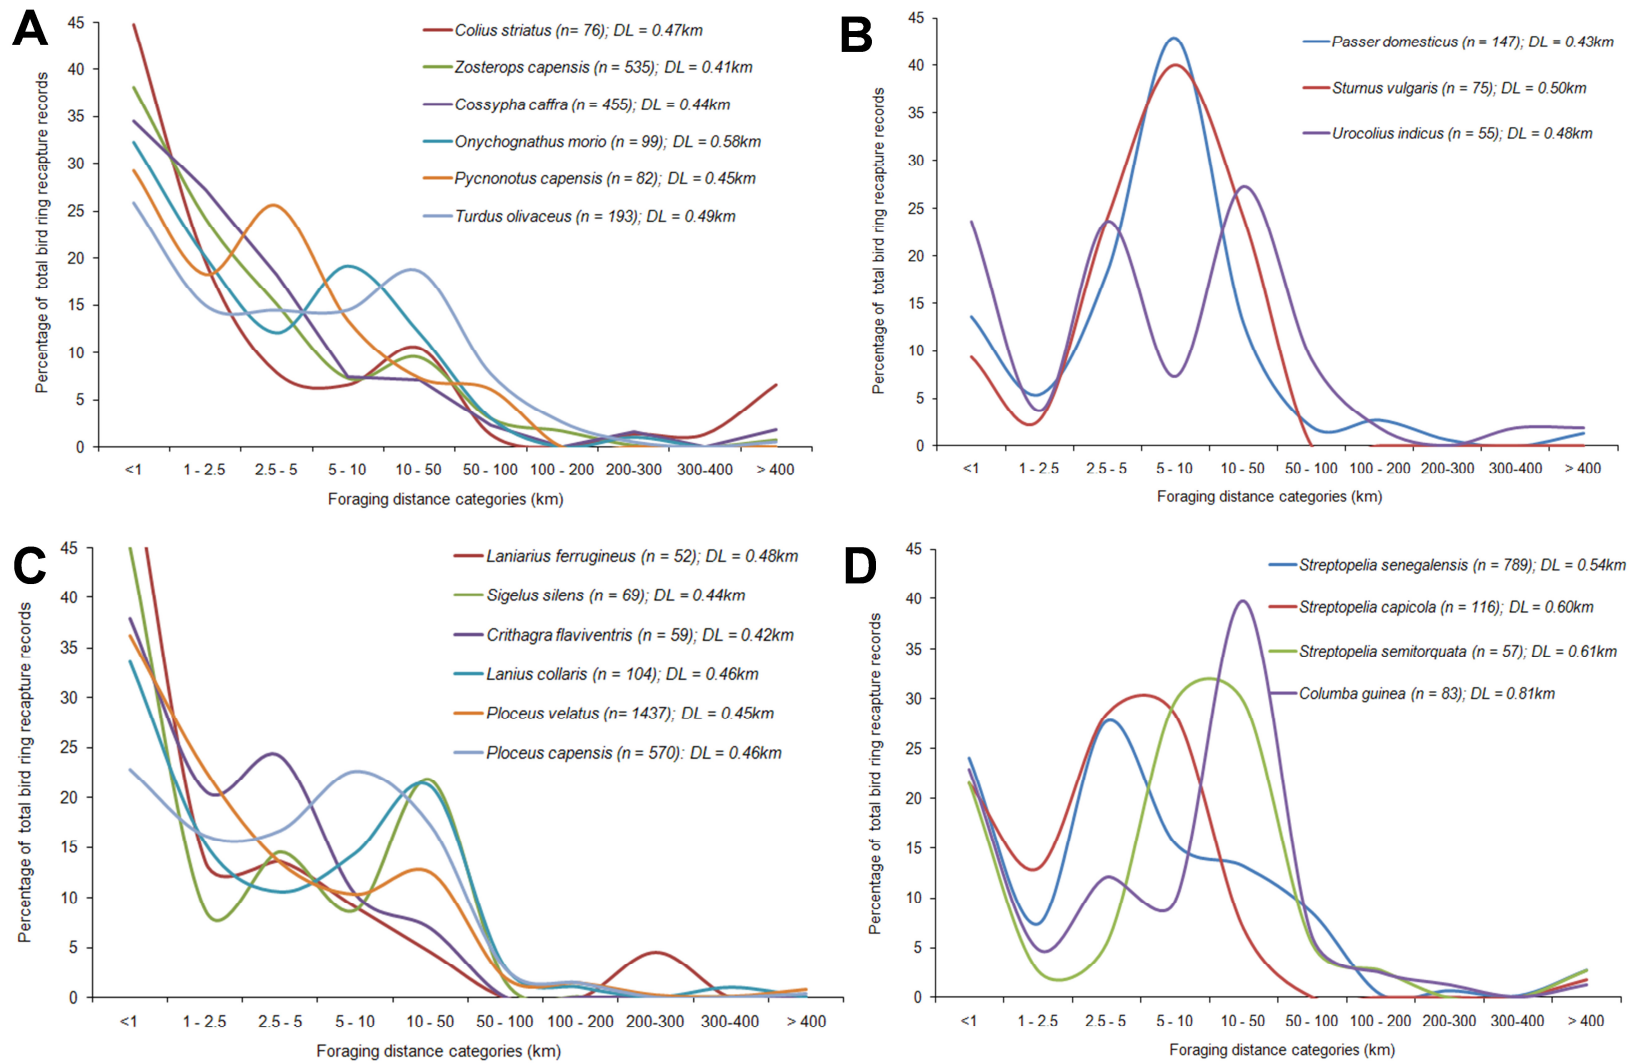 A
Percentage of total bird ring recapture records
45
40
35
30
25
20
15
10
5
0
Colius striatus (n= 76); DL = 0.47km
Zosterops capensis (n = 535); DL = 0.41km
Cossypha caffra (n = 455); DL = 0.44km
Onychognathus morio (n = 99); DL = 0.58km
Pycnonotus capensis (n = 82); DL = 0.45km
Turdus olivaceus (n = 193); DL = 0.49km
<1 1 - 2.5 2.5 - 5 5 - 10 10 - 50 50 - 100 100 - 200 200-300 300-400 > 400
Foraging distance categories (km)
B
Percentage of total bird ring recapture records
45
40
35
30
25
20
15
10
5
0
Passer domesticus (n = 147); DL = 0.43km
Sturnus vulgaris (n = 75); DL = 0.50km
Urocolius indicus (n = 55); DL = 0.48km
<1 1 - 2.5 2.5 - 5 5 - 10 10 - 50 50 - 100 100 - 200 200-300 300-400 > 400
Foraging distance categories (km)
C
Percentage of total bird ring recapture records
45
40
35
30
25
20
15
10
5
0
Laniarius ferrugineus (n = 52); DL = 0.48km
Sigelus silens (n = 69); DL = 0.44km
Crithagra flaviventris (n = 59); DL = 0.42km
Lanius collaris (n = 104); DL = 0.46km
Ploceus velatus (n= 1437); DL = 0.45km
Ploceus capensis (n = 570): DL = 0.46km
<1 1 - 2.5 2.5 - 5 5 - 10 10 - 50 50 - 100 100 - 200 200-300 300-400 > 400
Foraging distance categories (km)
D
Percentage of total bird ring recapture records
45
40
35
30
25
20
15
10
5
0
Streptopelia senegalensis (n = 789); DL = 0.54km
Streptopelia capicola (n = 116); DL = 0.60km
Streptopelia semitorquata (n = 57); DL = 0.61km
Columba guinea (n = 83); DL = 0.81km
<1 1 - 2.5 2.5 - 5 5 - 10 10 - 50 50 - 100 100 - 200 200-300 300-400 > 400
Foraging distance categories (km)